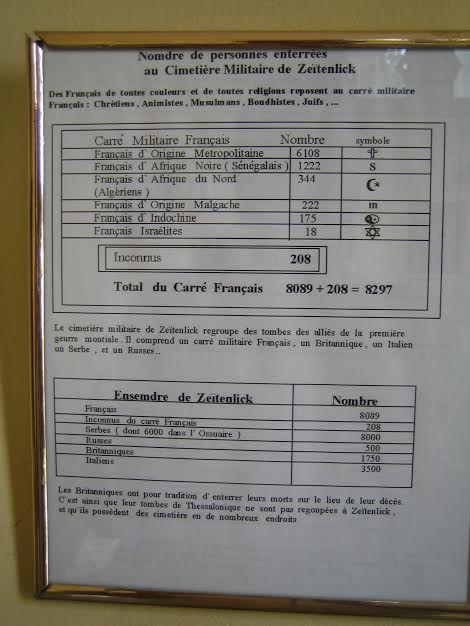 Nomdre de personnes enterrées
au Cimetière Militaire de Zeïtenlick
Des Français de toutes couleurs et de toutes religions reposent au carrè militaire
Français : Chrétiens , Animistes , Musulmans , Boudhistes , Juifs , ...
Carré Militaire Français Nombre symbole
Français d' Origine Metropolitaine 6108
Français d' Afrique Noire ( Sénégalais ) 1222 S
Français d' Afrique du Nord 344
(Algèriens )
Français d' Origine Malgache 222 m
Français d' Indochine 175
Français Israélites 18
Inconnus 208
Total du Carré Français 8089 + 208 = 8297
Le cimetière militaire de Zeïtenlick regroupe des tombes des alliès de la première
geurre montiale . Il comprend un carré militaire Français , un Britannique , un Italien
un Serbe , et un Russes..
Ensemdre de Zeïtenlick Nombre
Français 8089
Inconnus du carré Français 208
Serbes ( dont 6000 dans l' Ossuaire ) 8000
Russes 500
Britanniques 1750
Italiens 3500
Les Britanniques ont pour tradition d' enterrer leurs morts sur le lieu de leur décès.
C'est ainsi que leur tombes de Thessalonique ne sont pas regoupées à Zeïtenlick ,
et qu'ils possèdent des cimetière en de nombreux endroits